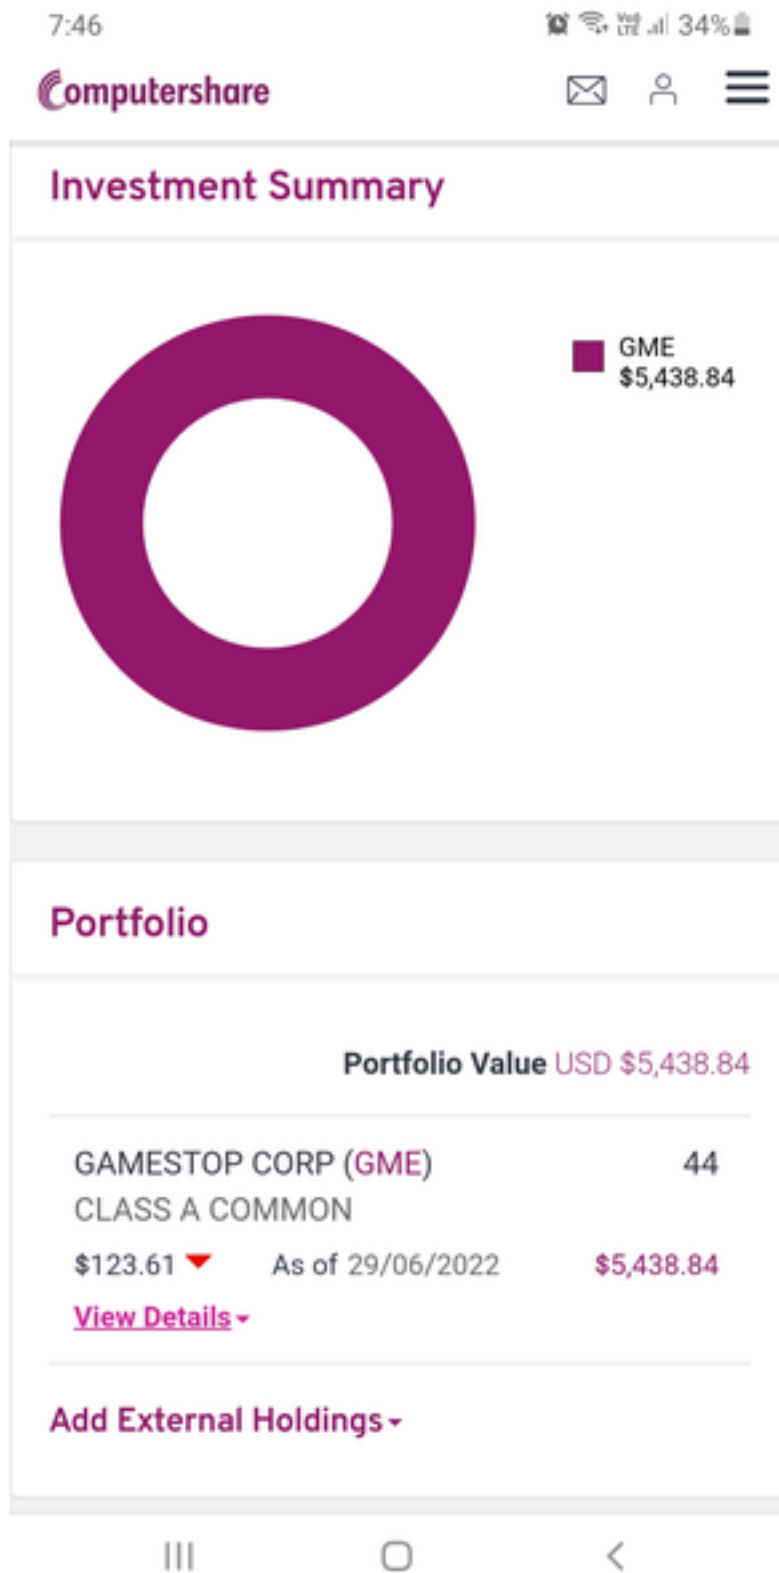 7:46 34%
Computershare
Investment Summary
GME
$5,438.84
Portfolio
Portfolio Value USD $5,438.84
GAMESTOP CORP (GME) 44
CLASS A COMMON
$123.61 As of 29/06/2022 $5,438.84
View Details
Add External Holdings